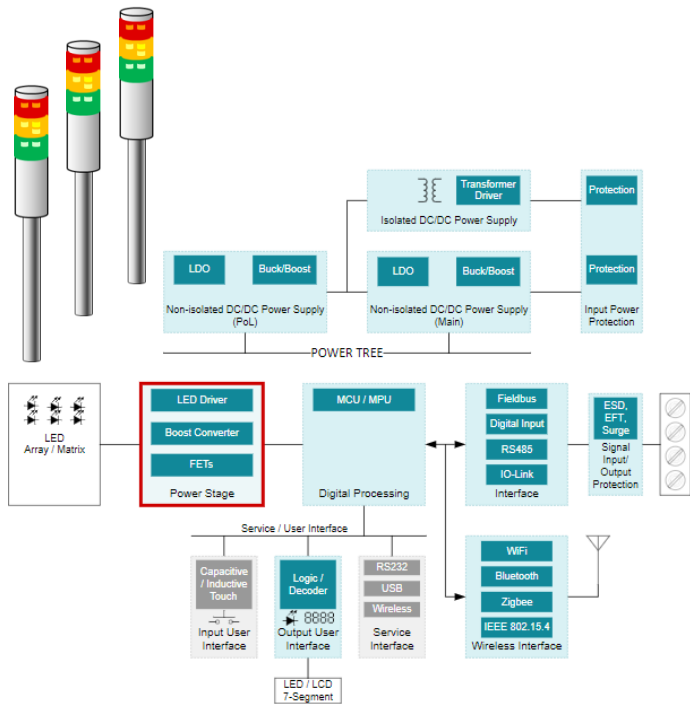 Transformer
Driver
Isolated DC/DC Power Supply
Protection
LDO
Buck/Boost
Non-isolated DC/DC Power Supply
(PoL)
LDO
Buck/Boost
Non-isolated DC/DC Power Supply
(Main)
Protection
Input Power
Protection
POWER TREE
LED
Array / Matrix
LED Driver
Boost Converter
FETs
Power Stage
MCU / MPU
Digital Processing
Fieldbus
Digital Input
RS485
IO-Link
Interface
ESD,
EFT,
Surge
Signal
Input/
Output
Protection
Service / User Interface
Capacitive
/ Inductive
Touch
Input User
Interface
Logic /
Decoder
8888
Output User
Interface
LED / LCD
7-Segment
RS232
USB
Wireless
Service
Interface
WiFi
Bluetooth
Zigbee
IEEE 802.15.4
Wireless Interface